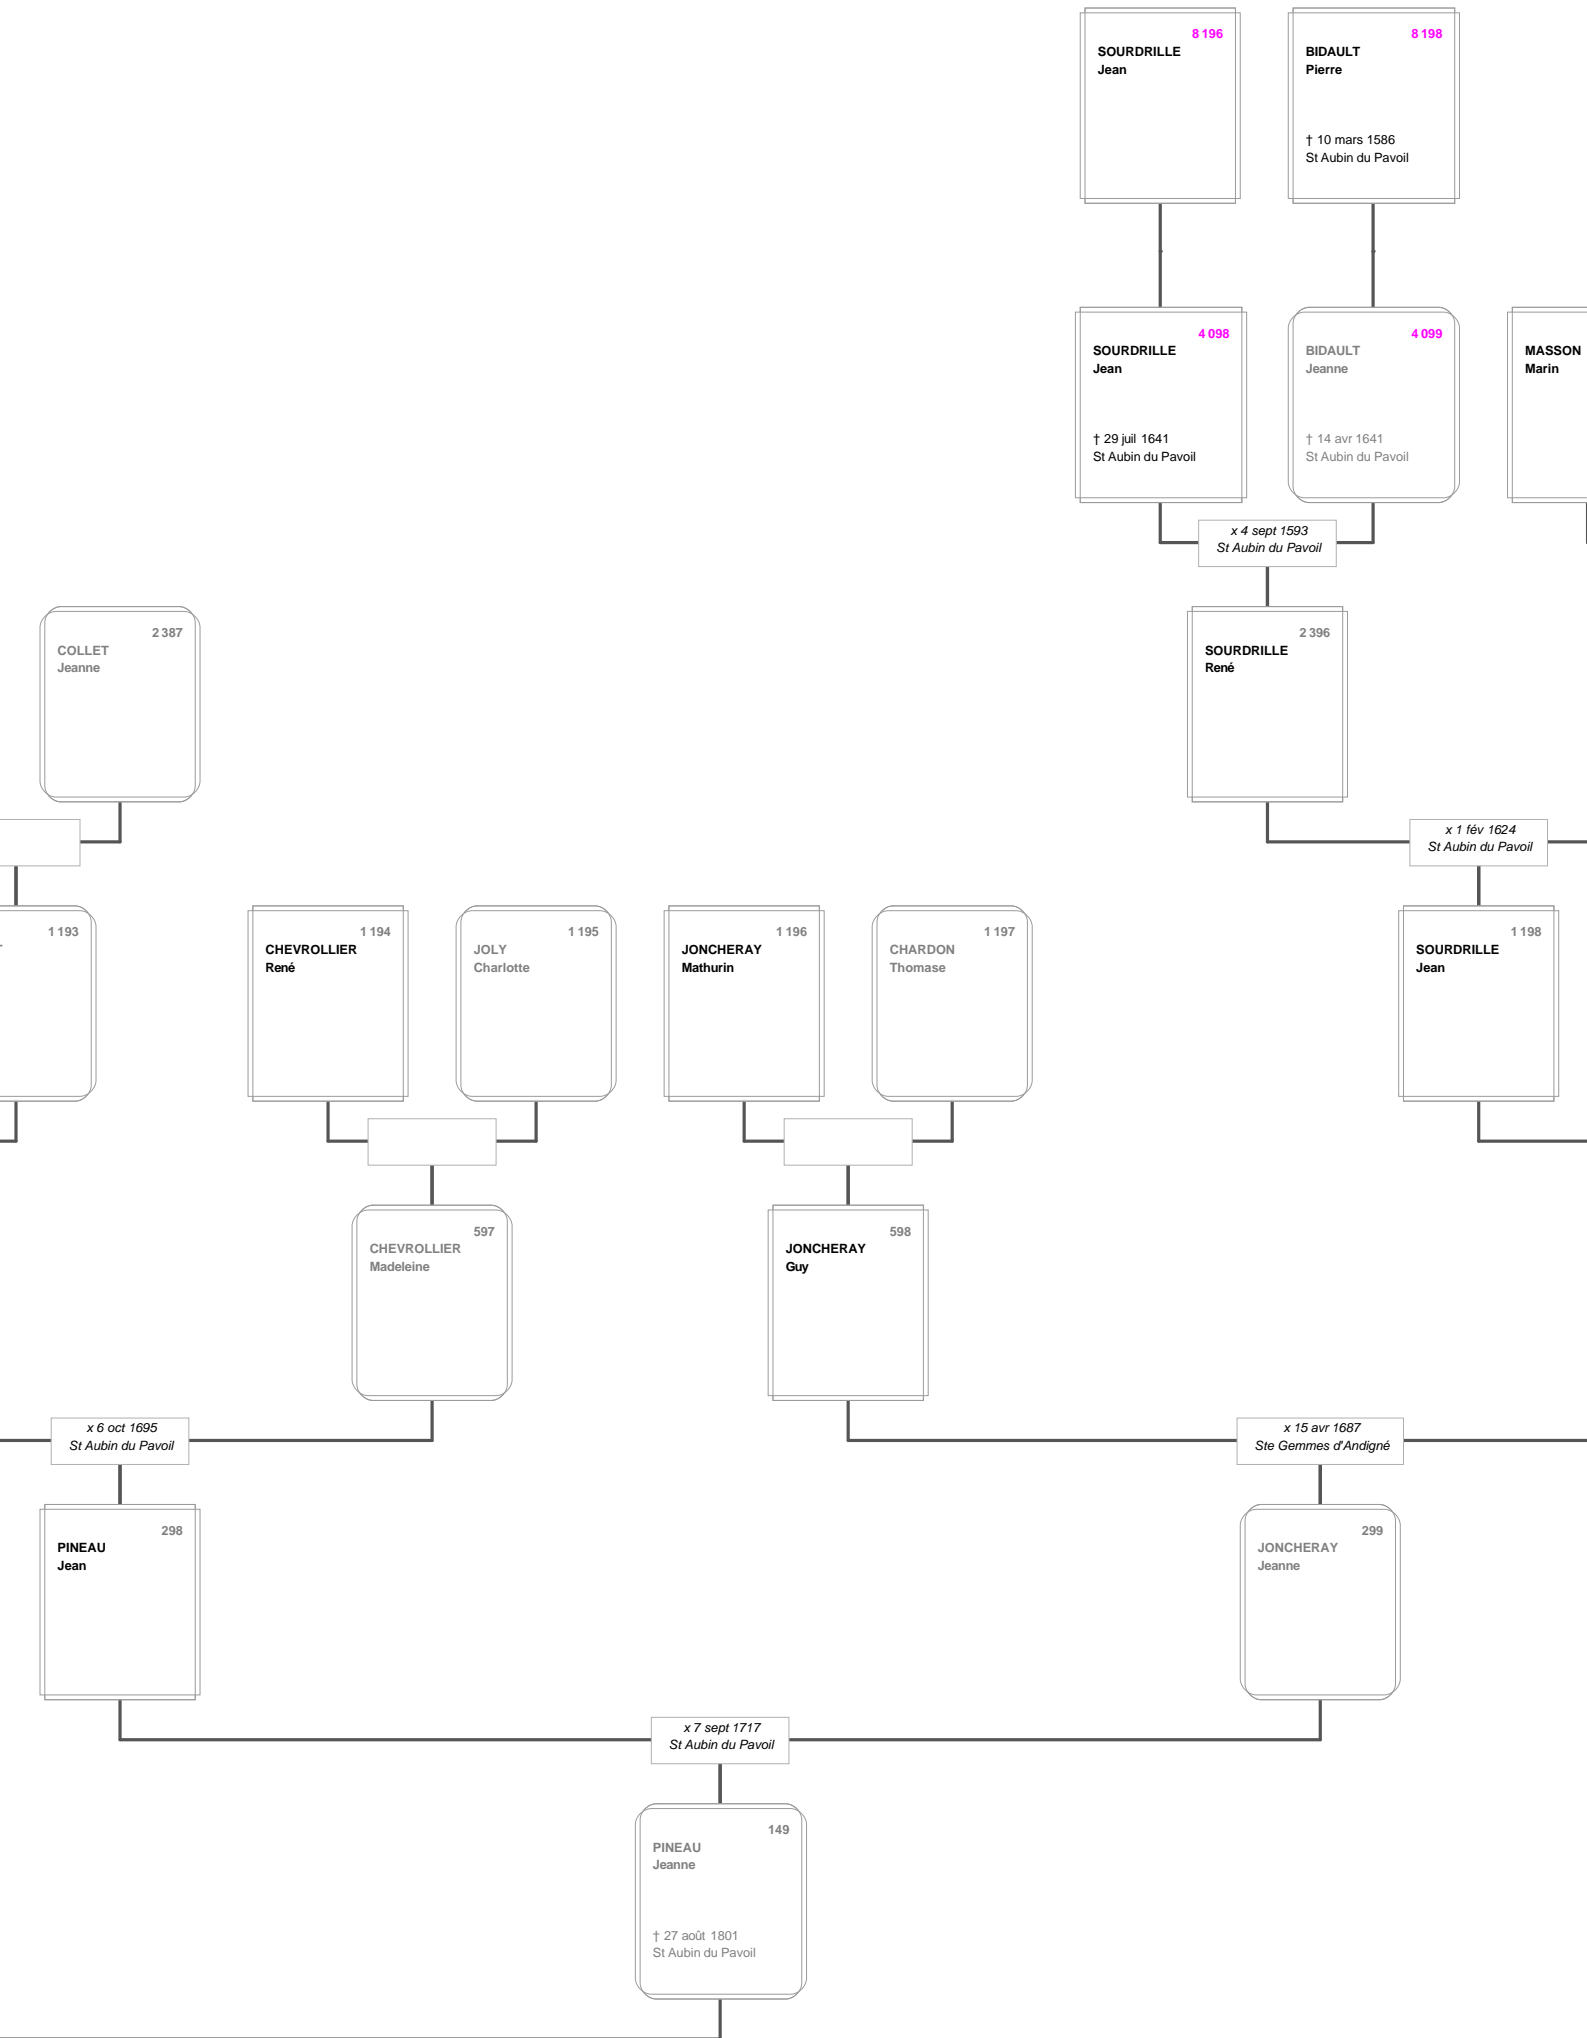 8 196
SOURDRILLE
Jean
8 198
BIDAULT
Pierre
† 10 mars 1586
St Aubin du Pavoil
4 098
SOURDRILLE
Jean
† 29 juil 1641
St Aubin du Pavoil
4 099
BIDAULT
Jeanne
† 14 avr 1641
St Aubin du Pavoil
MASSON
Marin
x 4 sept 1593
St Aubin du Pavoil
2 387
COLLET
Jeanne
2 396
SOURDRILLE
René
x 1 fév 1624
St Aubin du Pavoil
1 193
1 194
CHEVROLLIER
René
1 195
JOLY
Charlotte
1 196
JONCHERAY
Mathurin
1 197
CHARDON
Thomase
1 198
SOURDRILLE
Jean
597
CHEVROLLIER
Madeleine
598
JONCHERAY
Guy
x 6 oct 1695
St Aubin du Pavoil
x 15 avr 1687
Ste Gemmes d'Andigné
298
PINEAU
Jean
299
JONCHERAY
Jeanne
x 7 sept 1717
St Aubin du Pavoil
149
PINEAU
Jeanne
† 27 août 1801
St Aubin du Pavoil